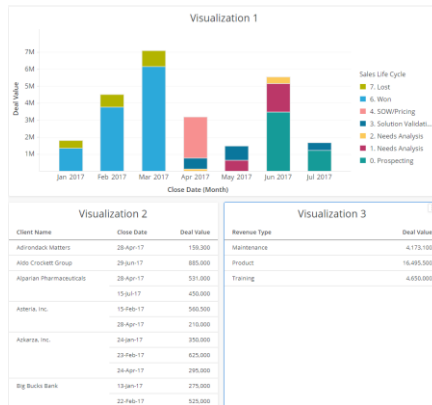 Visualization 1
7M
6M
5M
4M
3M
2M
1M
Deal Value
Jan 2017 Feb 2017 Mar 2017 Apr 2017 May 2017 Jun 2017 Jul 2017
Close Date (Month)
Sales Life Cycle
7. Lost
6. Won
4. SOW/Pricing
3. Solution Validati...
2. Needs Analysis
1. Needs Analysis
0. Prospecting
Visualization 2
Client Name Close Date Deal Value
Adirondack Matters 28-Apr-17 159,300
Aldo Crockett Group 29-Jun-17 885,000
Alparian Pharmaceuticals 28-Apr-17 531,000
15-Jul-17 450,000
Asteria, Inc. 15-Feb-17 560,500
28-Apr-17 210,000
Askarza, Inc. 24-Jan-17 350,000
23-Feb-17 625,000
24-Apr-17 295,000
Big Bucks Bank 13-Jan-17 275,000
22-Feb-17 525,000
Visualization 3
Revenue Type Deal Value
Maintenance 4,173,100
Product 16,495,500
Training 4,650,000